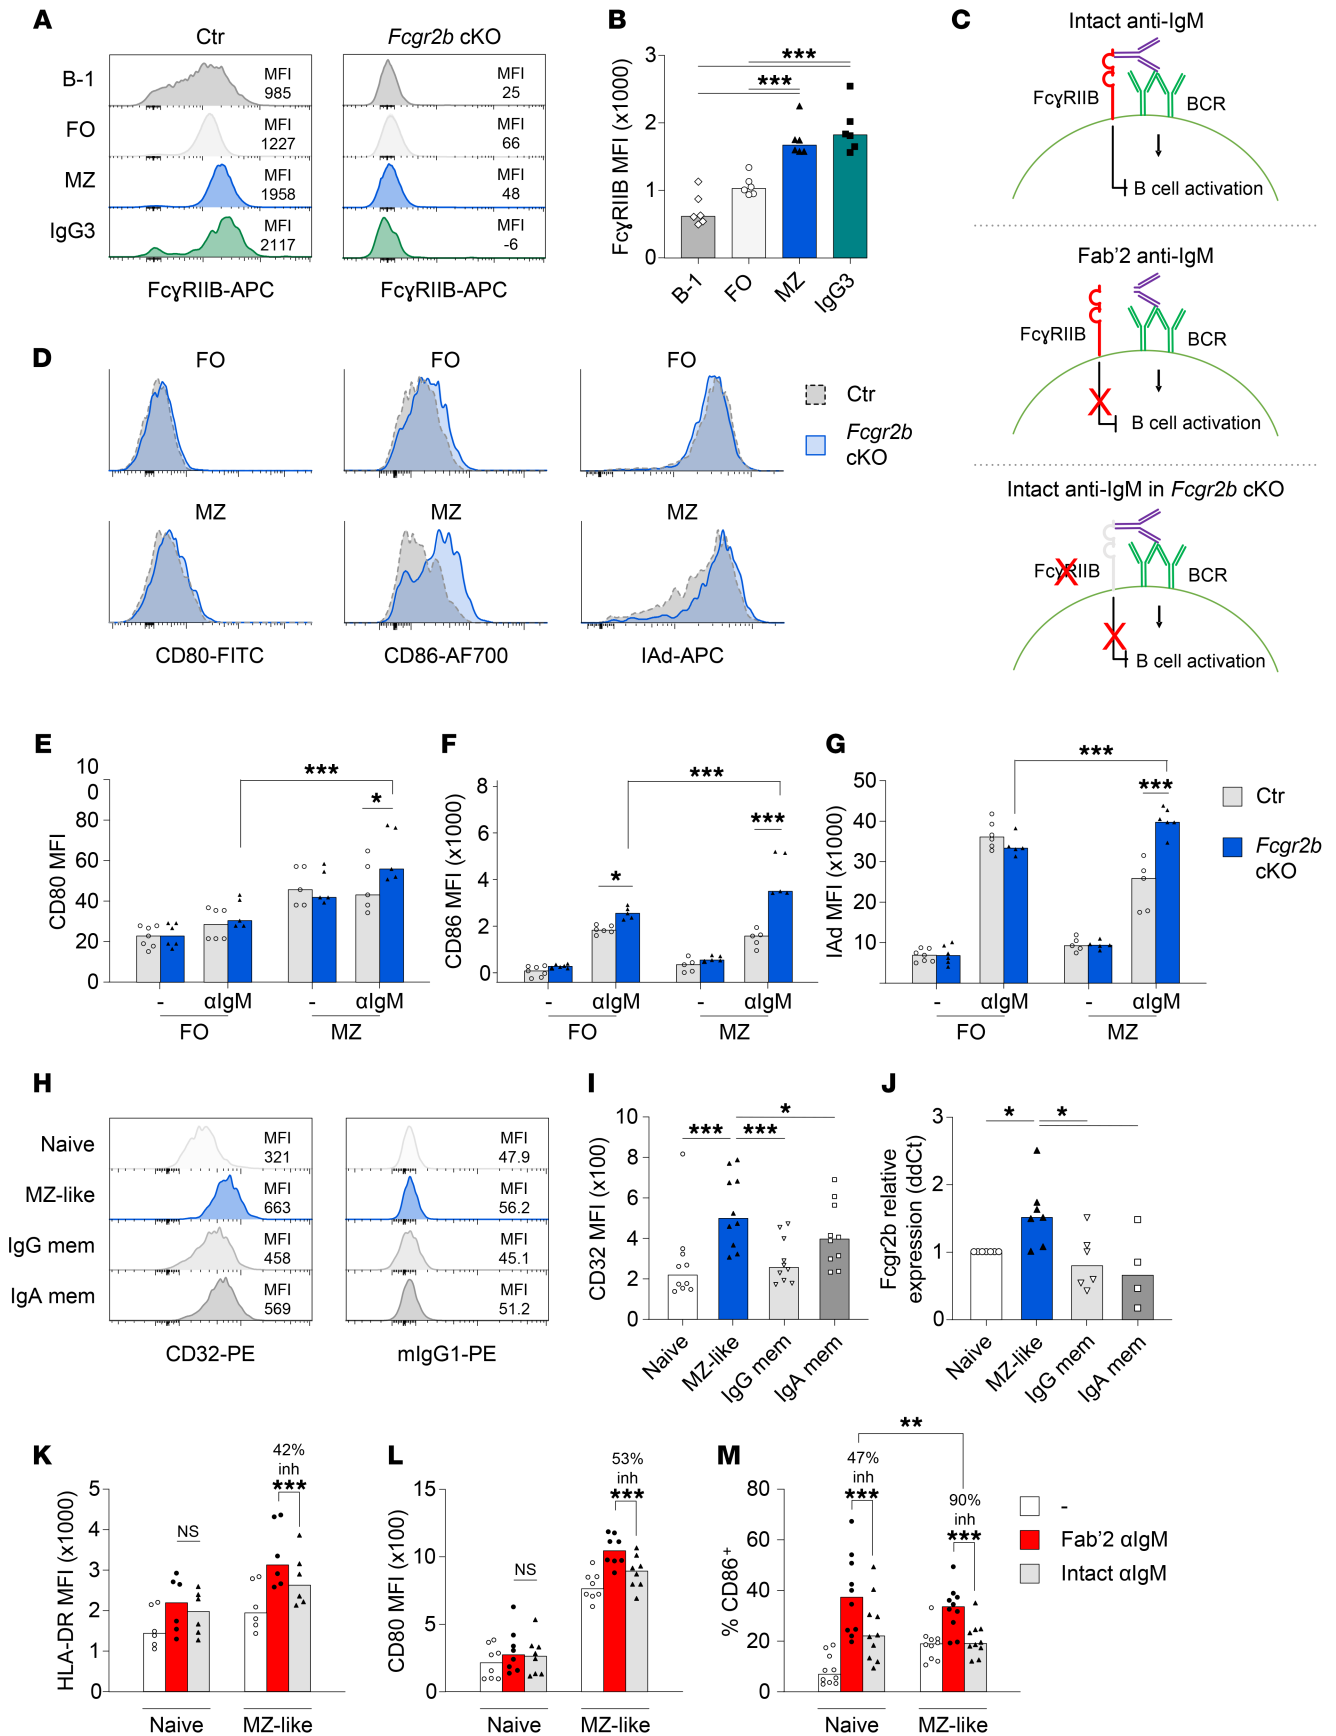 A
Ctr
Fcgr2b cKO
B-1
MFI
985
MFI
25
FO
MFI
1227
MFI
66
MZ
MFI
1958
MFI
48
IgG3
MFI
2117
MFI
-6
FcɣRIIB-APC
FcɣRIIB-APC
B
FcɣRIIB MFI (x1000)
3
2
1
0
***
***
B-1
FO
MZ
IgG3
C
Intact anti-IgM
FcɣRIIB
BCR
B cell activation
Fab'2 anti-IgM
FcɣRIIB
BCR
X
B cell activation
Intact anti-IgM in Fcgr2b cKO
FcɣRIIB
X
BCR
X
B cell activation
D
FO
FO
FO
Ctr
Fcgr2b
cKO
MZ
MZ
MZ
CD80-FITC
CD86-AF700
IAd-APC
E
CD80 MFI
10
0
80
60
40
20
0
***
*
-
αIgM
-
αIgM
FO
MZ
F
CD86 MFI (x1000)
8
6
4
2
0
***
*
***
-
αIgM
-
αIgM
FO
MZ
G
IAd MFI (x1000)
50
40
30
20
10
***
***
-
αIgM
-
αIgM
FO
MZ
Ctr
Fcgr2b
cKO
H
Naive
MFI
321
MFI
47.9
MZ-like
MFI
663
MFI
56.2
IgG mem
MFI
458
MFI
45.1
IgA mem
MFI
569
MFI
51.2
CD32-PE
mIgG1-PE
I
CD32 MFI (x100)
10
8
6
4
2
0
***
***
*
Naive
MZ-like
IgG mem
IgA mem
J
Fcgr2b relative
expression (ddCt)
3
2
1
0
*
*
Naive
MZ-like
IgG mem
IgA mem
K
HLA-DR MFI (x1000)
5
4
3
2
1
0
NS
42%
inh
***
Naive
MZ-like
L
CD80 MFI (x100)
15
10
5
0
NS
53%
inh
***
Naive
MZ-like
M
% CD86+
80
60
40
20
0
**
47%
inh
***
90%
inh
***
Naive
MZ-like
-
Fab'2 αIgM
Intact αIgM